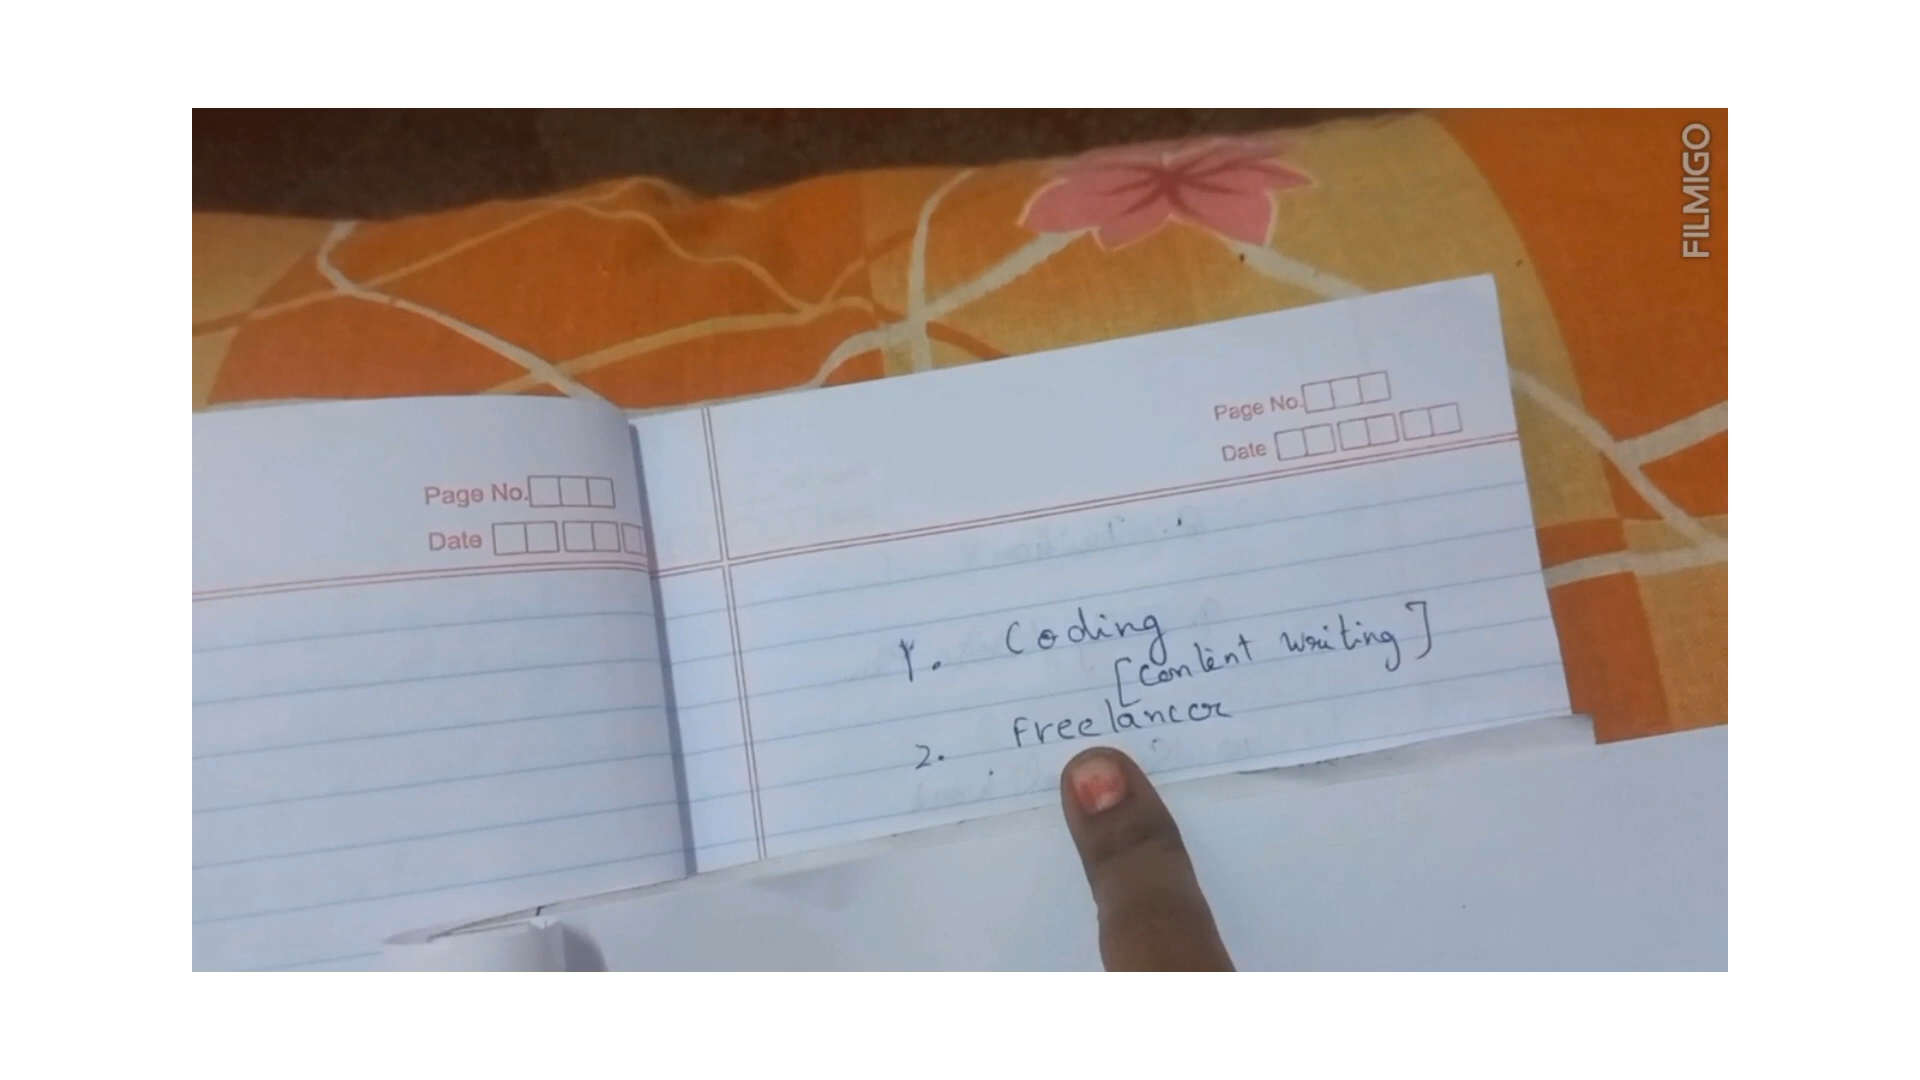 FILMIGO
Page No.
Date
Page No.
Date
1. Coding
[Content writing]
2. Freelancer